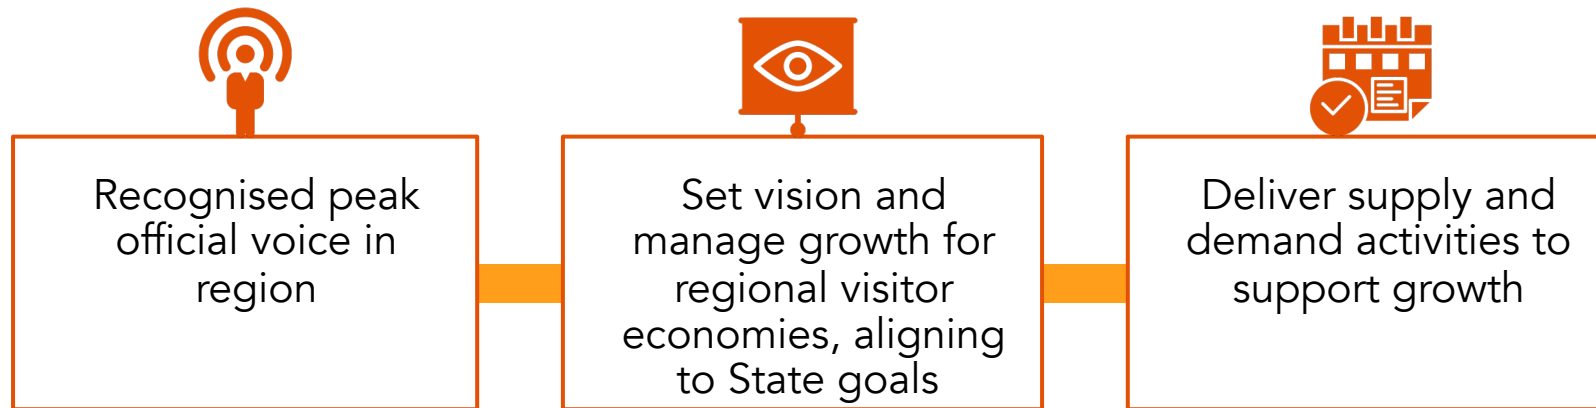 Recognised peak
official voice in
region
Set vision and
manage growth for
regional visitor
economies, aligning
to State goals
Deliver supply and
demand activities to
support growth